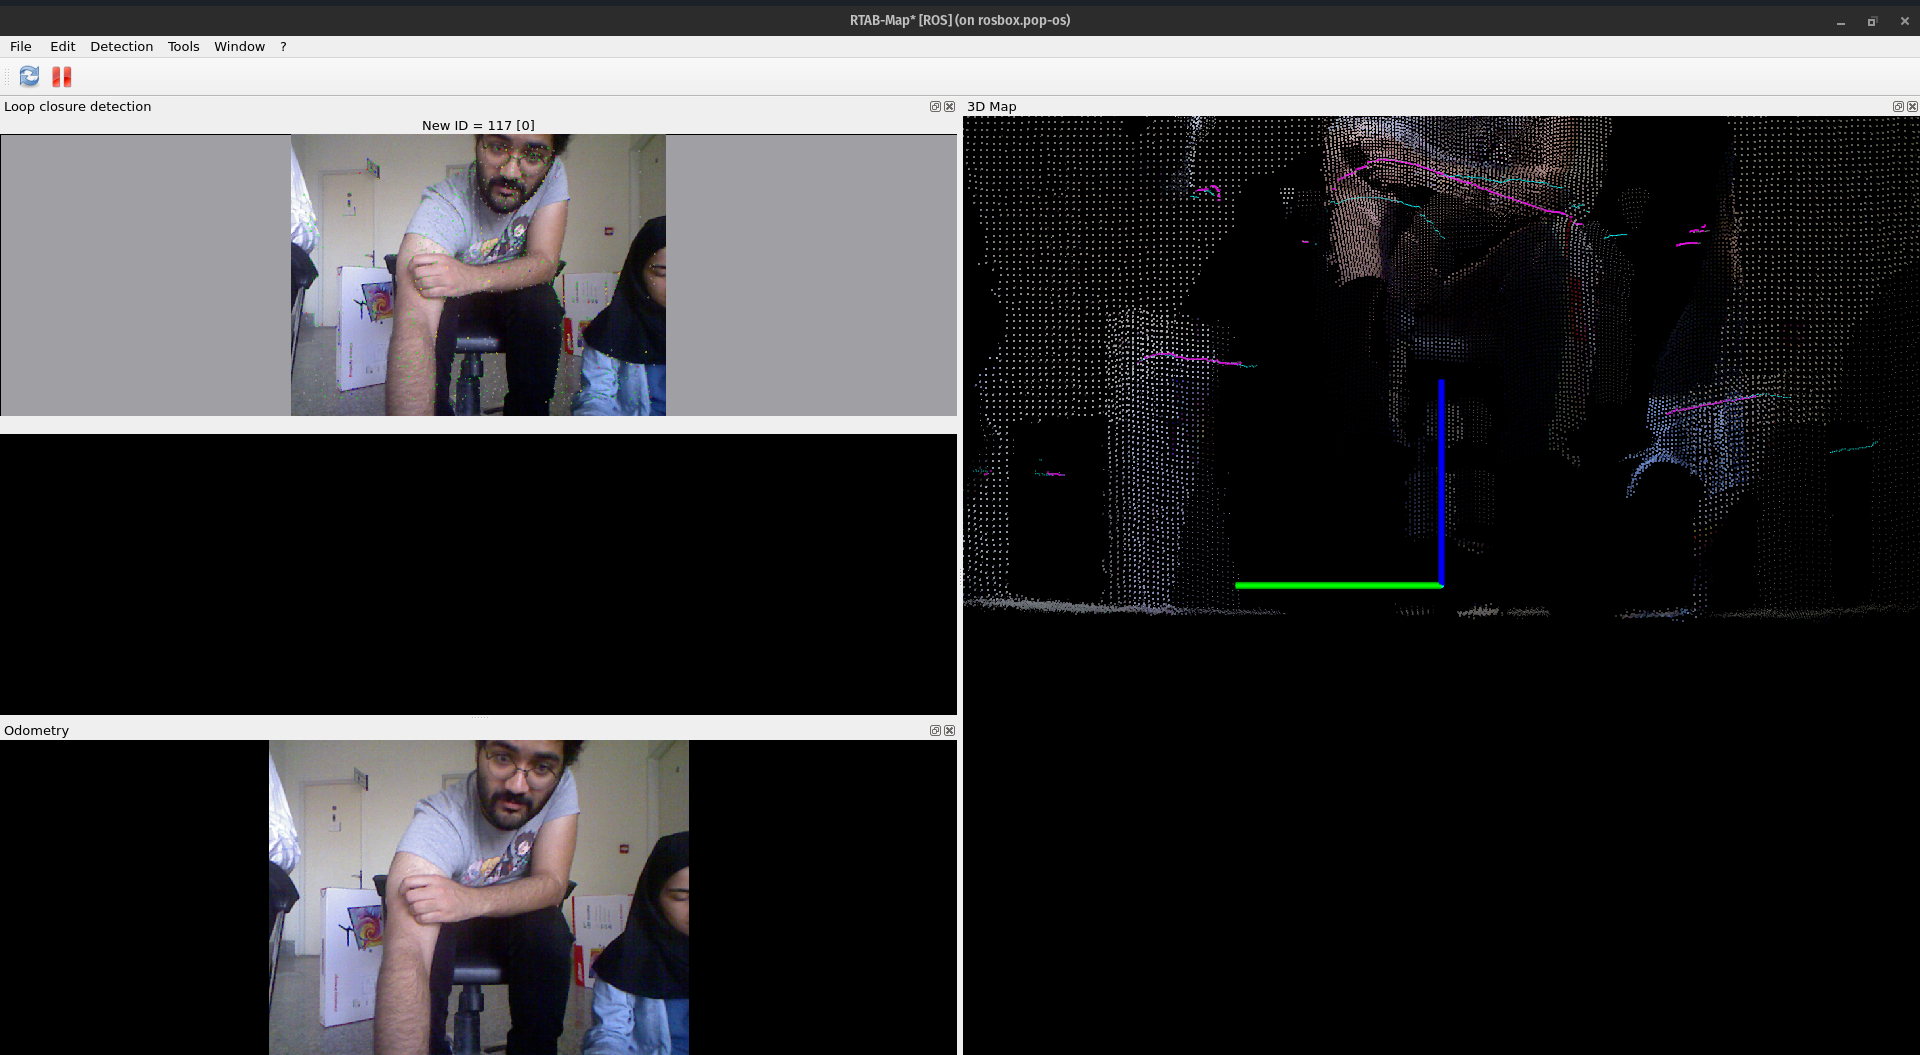 RTAB-Map* [ROS] (on rosbox.pop-os)
File Edit Detection Tools Window ?
Loop closure detection
New ID = 117 [0]
3D Map
Odometry